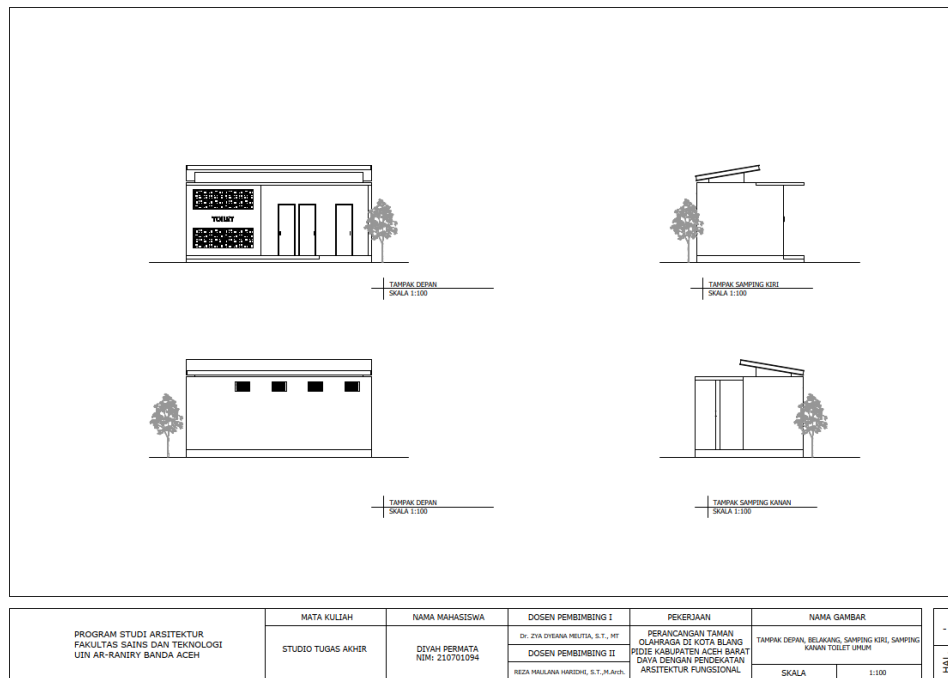 TOILET
TAMPAK DEPAN
SKALA 1:100
TAMPAK SAMPING KIRI
SKALA 1:100
TAMPAK DEPAN
SKALA 1:100
TAMPAK SAMPING KANAN
SKALA 1:100
PROGRAM STUDI ARSITEKTUR
FAKULTAS SAINS DAN TEKNOLOGI
UIN AR-RANIRY BANDA ACEH
MATA KULIAH
STUDIO TUGAS AKHIR
NAMA MAHASISWA
DIYAH PERMATA
NIM: 210701094
DOSEN PEMBIMBING I
Dr. ZYA DYEANA MEUTIA, S.T., MT
DOSEN PEMBIMBING II
REZA MAULANA HARIDHI, S.T.,M.Arch.
PEKERJAAN
PERANCANGAN TAMAN
OLAHRAGA DI KOTA BLANG
PIDIE KABUPATEN ACEH BARAT
DAYA DENGAN PENDEKATAN
ARSITEKTUR FUNGSIONAL
NAMA GAMBAR
TAMPAK DEPAN, BELAKANG, SAMPING KIRI, SAMPING
KANAN TOILET UMUM
SKALA
1:100
-
HAL